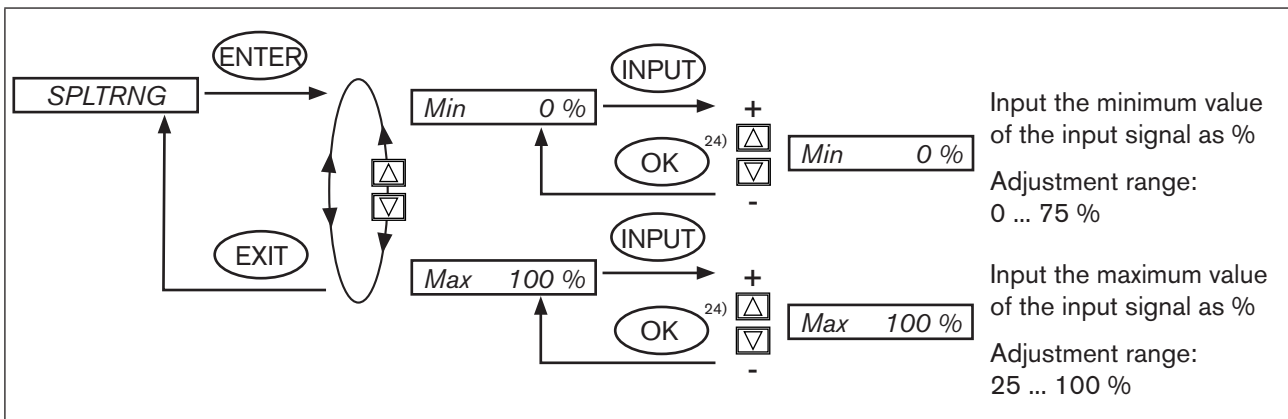 ENTER
SPLTRNG
EXIT
Min 0 %
INPUT
+
24)
OK
-
Min 0 %
Input the minimum value
of the input signal as %
Adjustment range:
0 ... 75 %
Max 100 %
INPUT
+
24)
OK
-
Max 100 %
Input the maximum value
of the input signal as %
Adjustment range:
25 ... 100 %